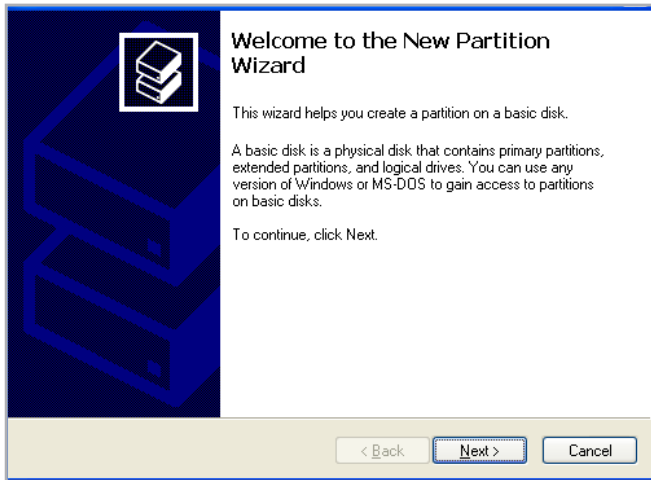 Welcome to the New Partition
Wizard
This wizard helps you create a partition on a basic disk.
A basic disk is a physical disk that contains primary partitions,
extended partitions, and logical drives. You can use any
version of Windows or MS-DOS to gain access to partitions
on basic disks.
To continue, click Next.
< Back
Next >
Cancel